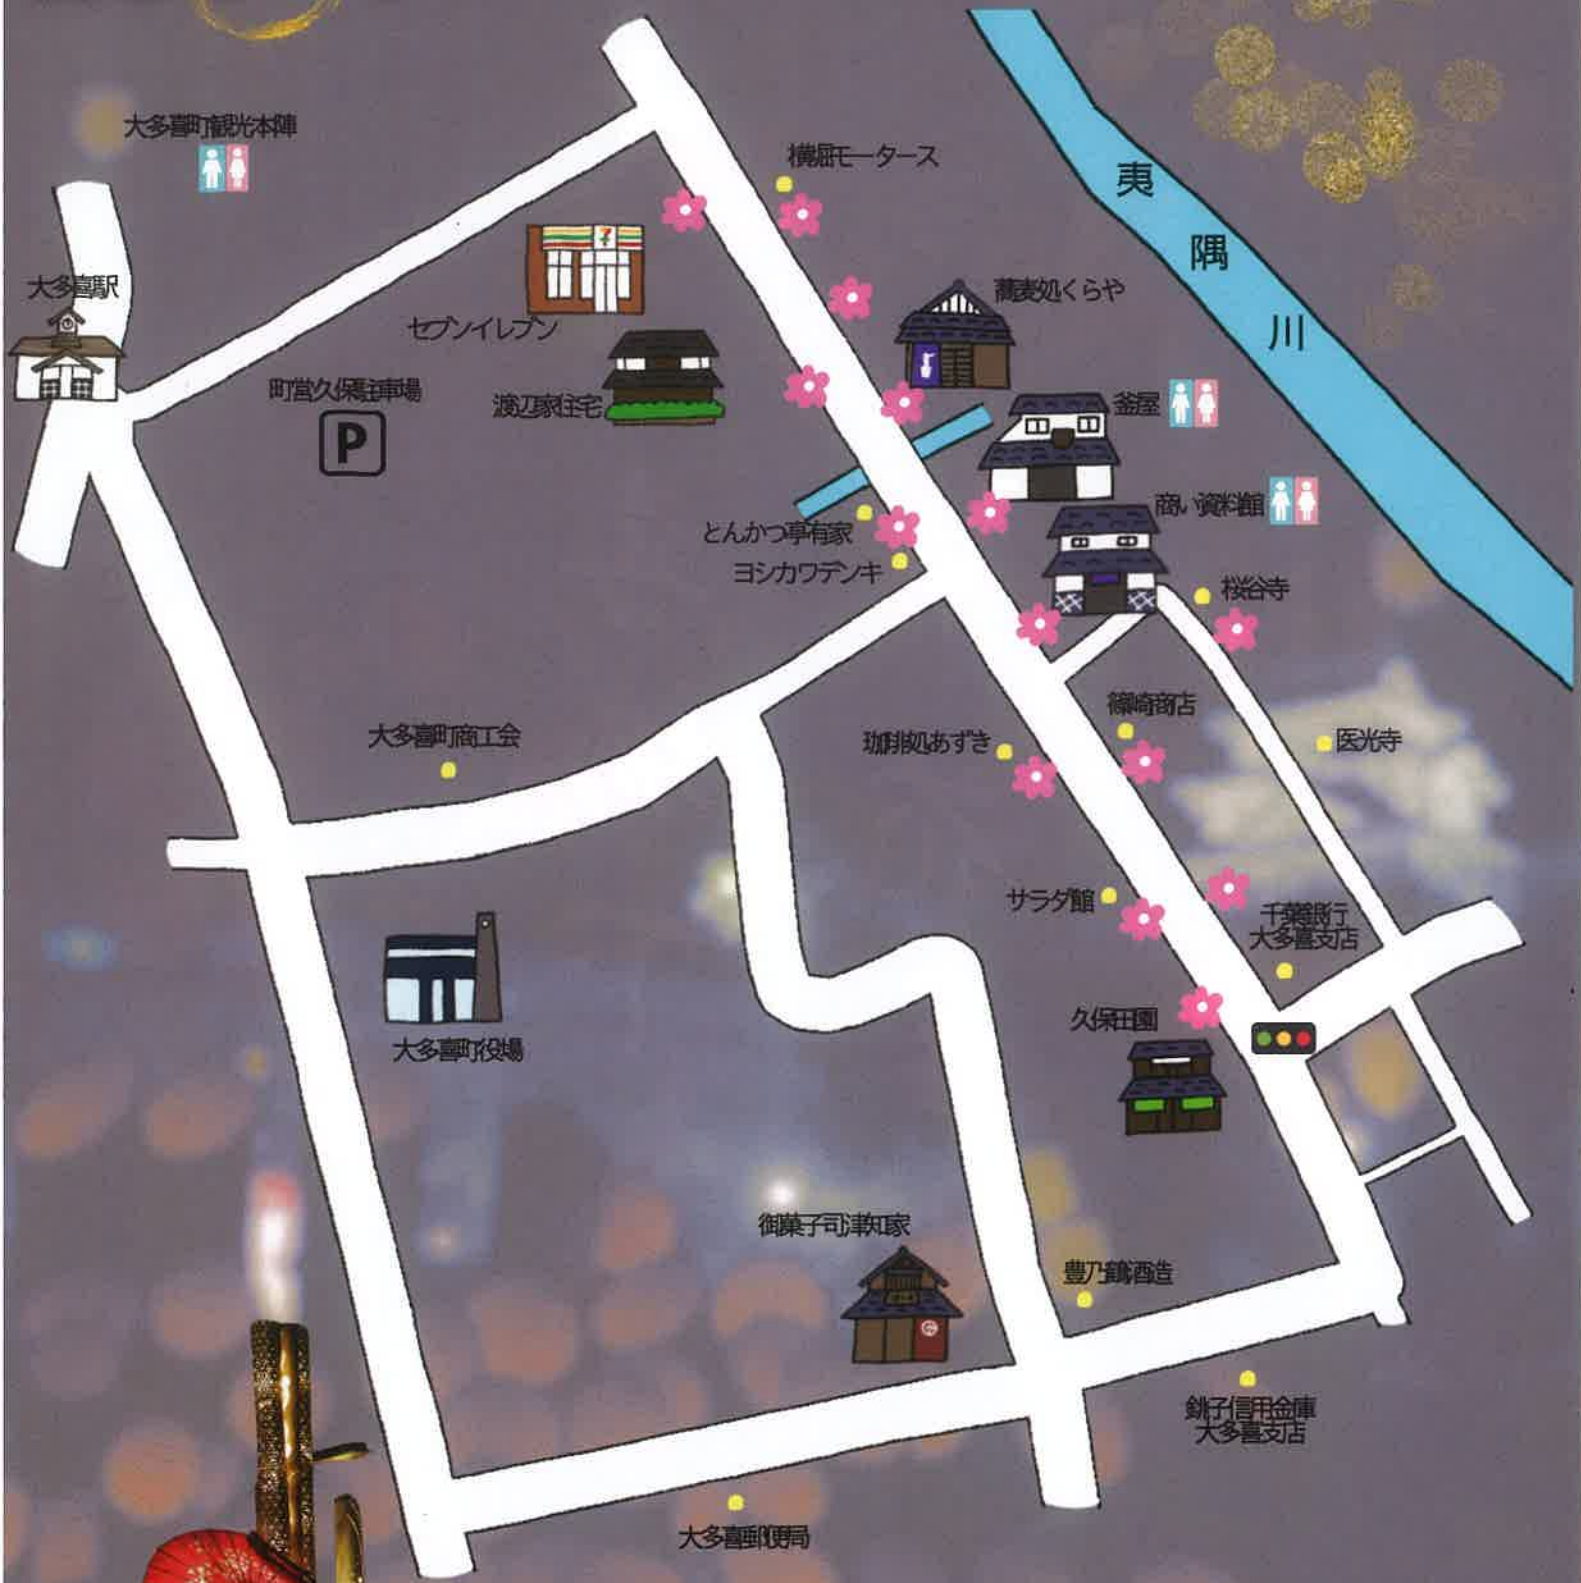 大多喜町観光本陣
横堀モータース
夷
隅
川
大多喜駅
セブンイレブン
7
蕎麦処くらや
町営久保駐車場
P
渡辺家住宅
釜屋
商い資料館
とんかつ亭有家
ヨシカワデンキ
桜谷寺
大多喜町商工会
珈琲処あずき
篠崎商店
医光寺
サラダ館
千葉銀行
大多喜支店
久保田園
大多喜町役場
御菓子司津知家
豊乃鶴酒造
銚子信用金庫
大多喜支店
大多喜郵便局